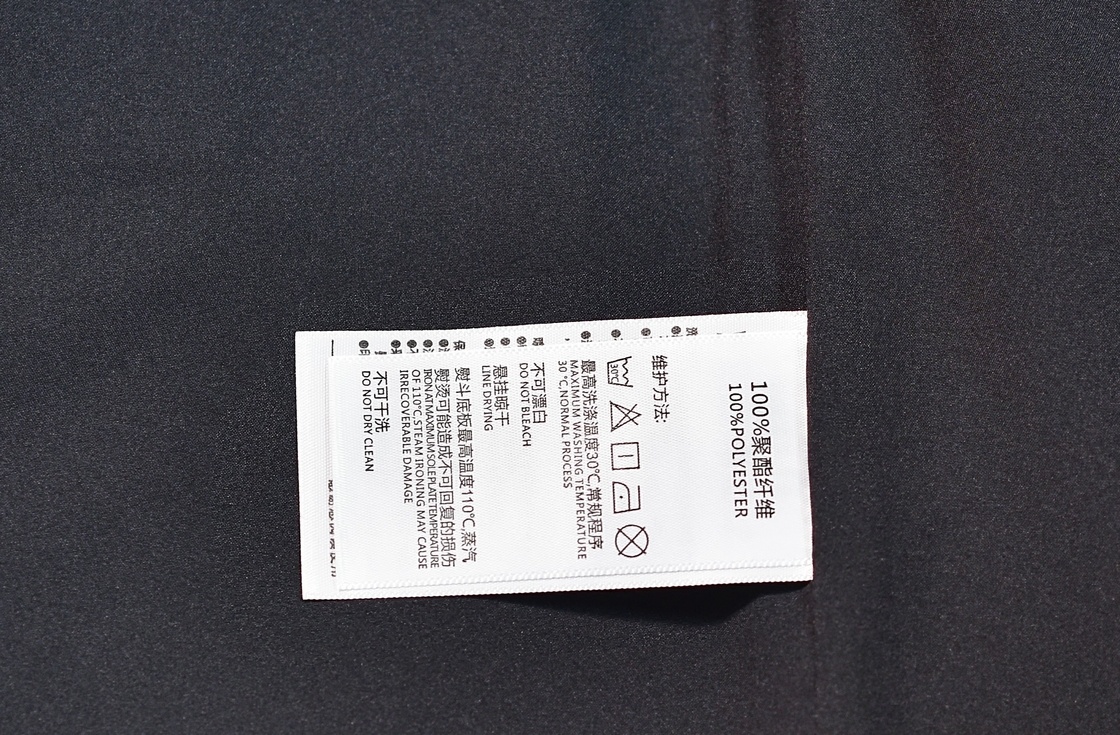 100%聚酯纤维
100%POLYESTER
维护方法:
30℃
最高洗涤温度30℃,常规程序
MAXIMUM WASHING TEMPERATURE
30 ℃,NORMAL PROCESS
不可漂白
DO NOT BLEACH
悬挂晾干
LINE DRYING
熨斗底板最高温度110℃,蒸汽
熨烫可能造成不可回复的损伤
IRON AT MAXIMUM SOLEPLATE TEMPERATURE
OF 110℃,STEAM IRONING MAY CAUSE
IRRECOVERABLE DAMAGE
不可干洗
DO NOT DRY CLEAN